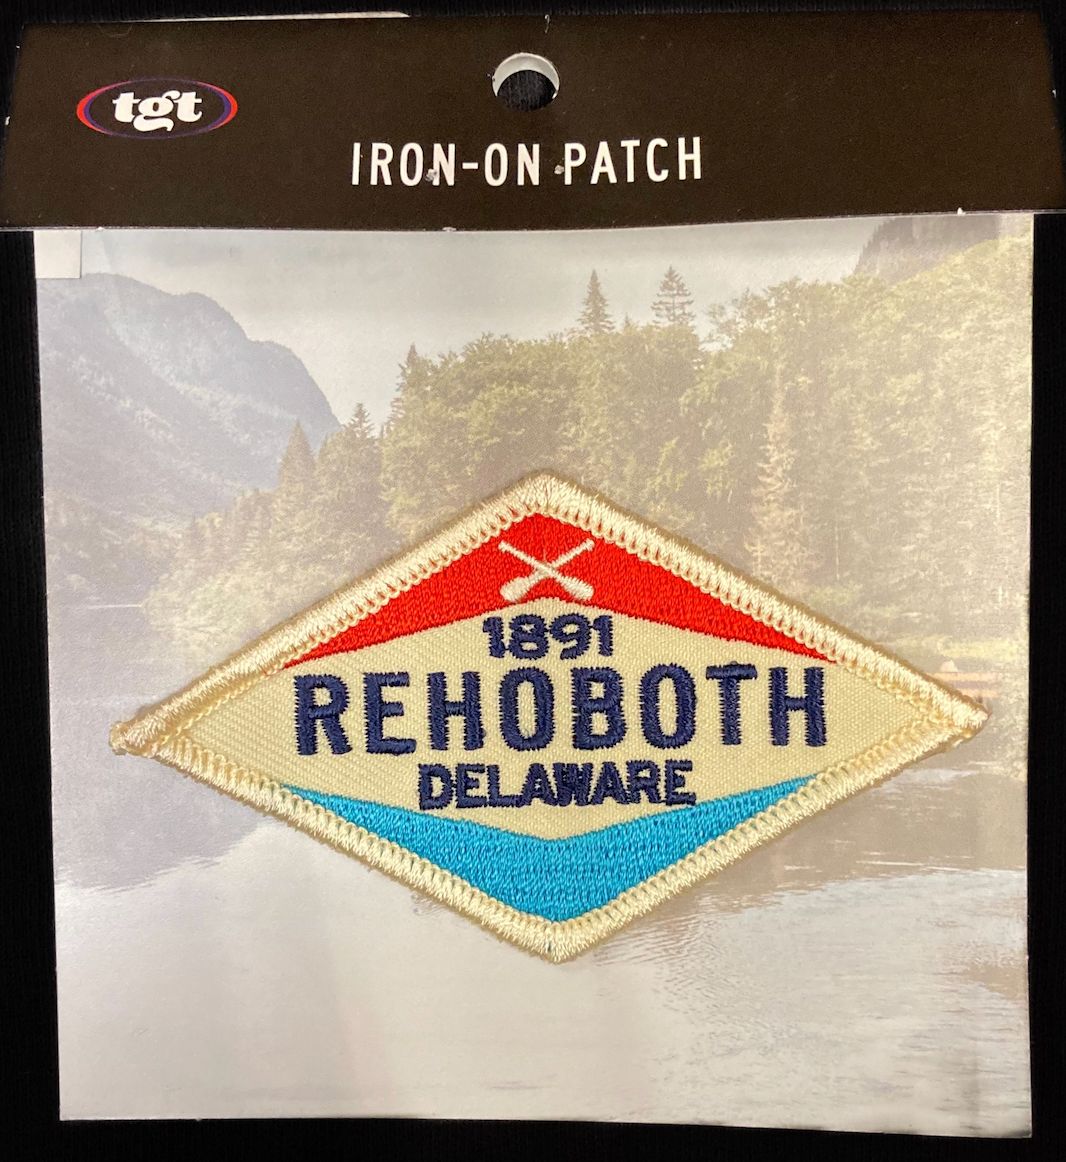 tgt
IRON-ON PATCH
1891
REHOBOTH
DELAWARE